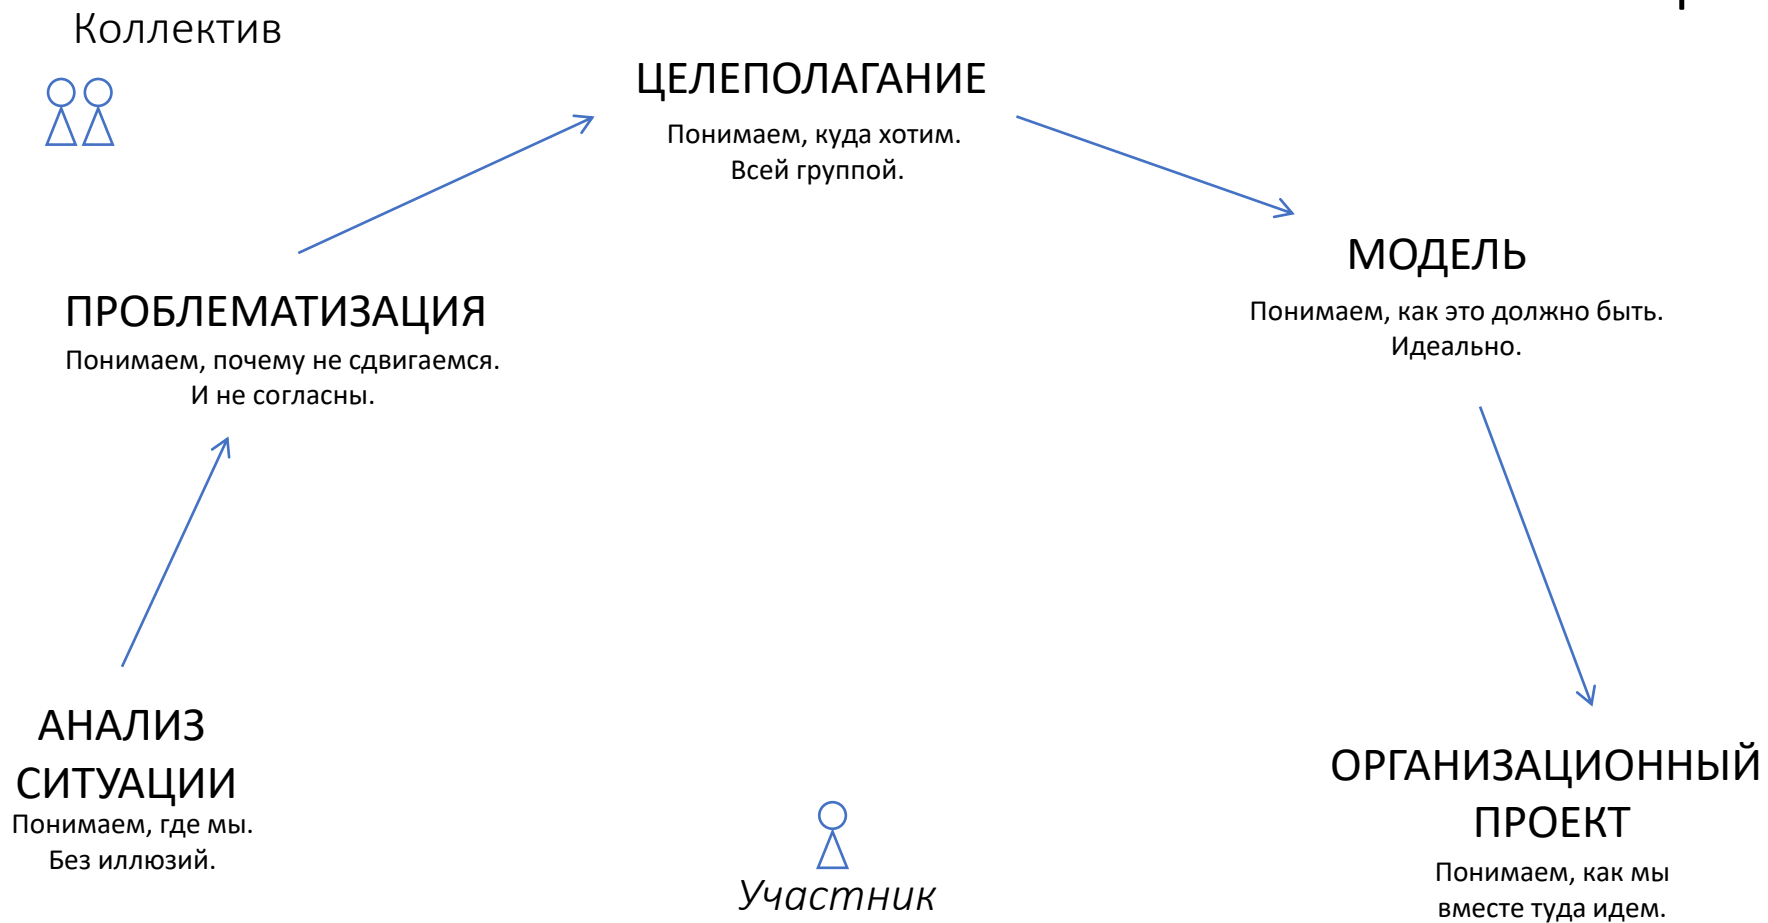 Коллектив
ЦЕЛЕПОЛАГАНИЕ
Понимаем, куда хотим.
Всей группой.
МОДЕЛЬ
Понимаем, как это должно быть.
Идеально.
ПРОБЛЕМАТИЗАЦИЯ
Понимаем, почему не сдвигаемся.
И не согласны.
АНАЛИЗ
СИТУАЦИИ
Понимаем, где мы.
Без иллюзий.
ОРГАНИЗАЦИОННЫЙ
ПРОЕКТ
Понимаем, как мы
вместе туда идем.
Участник